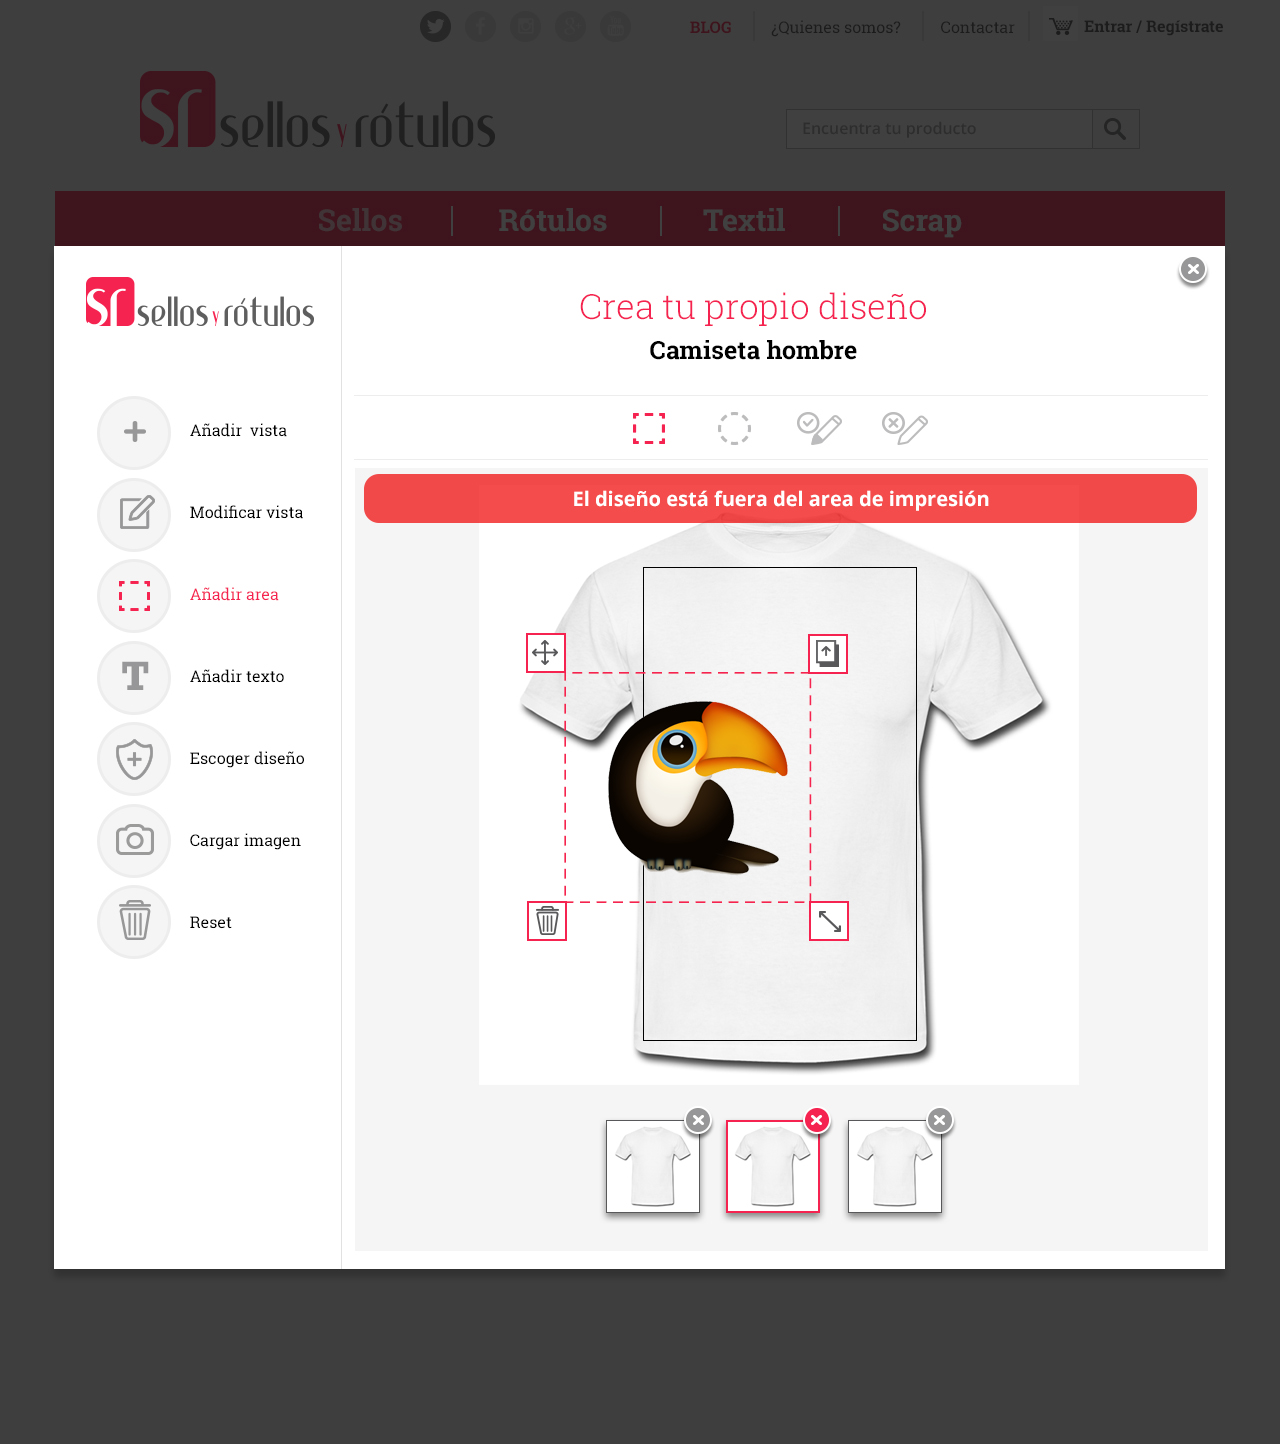 BLOG
¿Quienes somos?
Contactar
Entrar / Regístrate
sr sellos y rótulos
Encuentra tu producto
Sellos
Rótulos
Textil
Scrap
sr sellos y rótulos
Crea tu propio diseño
Camiseta hombre
Añadir vista
Modificar vista
Añadir area
T Añadir texto
Escoger diseño
Cargar imagen
Reset
El diseño está fuera del area de impresión